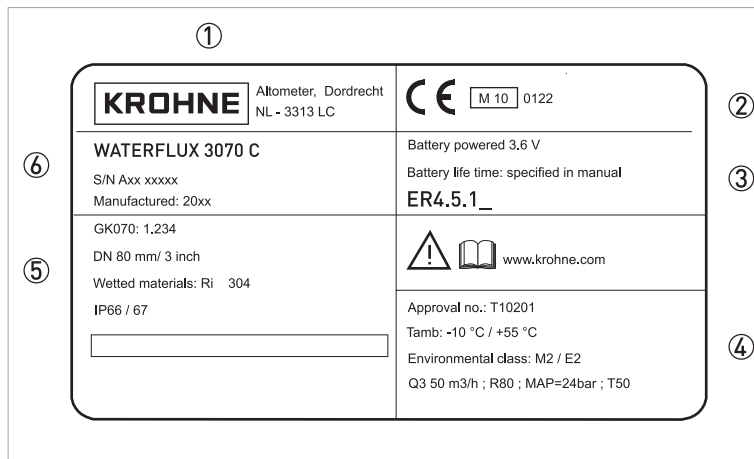 ①
KROHNE
Altometer, Dordrecht
NL - 3313 LC
CE M 10 0122
②
⑥
WATERFLUX 3070 C
S/N Axx xxxxx
Manufactured: 20xx
Battery powered 3.6 V
Battery life time: specified in manual
ER4.5.1_
③
⑤
GK070: 1.234
DN 80 mm/ 3 inch
Wetted materials: Ri 304
IP66 / 67
www.krohne.com
Approval no.: T10201
Tamb: -10 °C / +55 °C
Environmental class: M2 / E2
Q3 50 m3/h ; R80 ; MAP=24bar ; T50
④